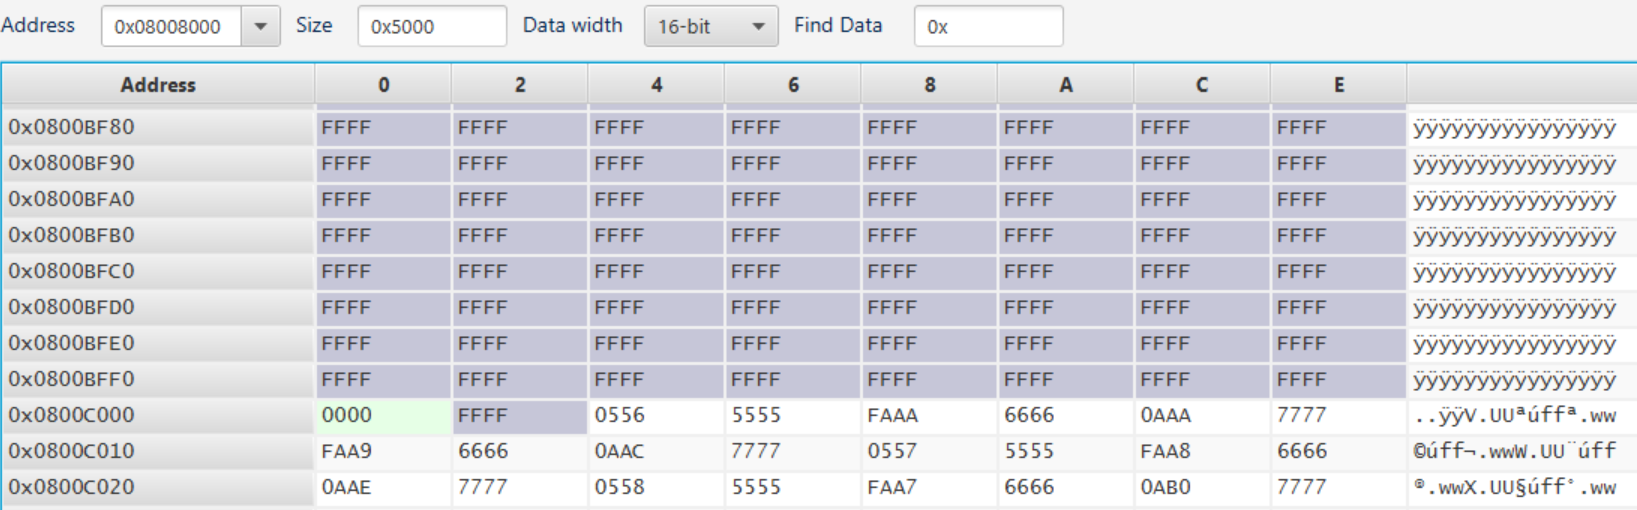 Address 0x08008000 Size 0x5000 Data width 16-bit Find Data 0x
Address 0 2 4 6 8 A C E
0x0800BF80 FFFF FFFF FFFF FFFF FFFF FFFF FFFF FFFF ÿÿÿÿÿÿÿÿÿÿÿÿÿÿÿÿ
0x0800BF90 FFFF FFFF FFFF FFFF FFFF FFFF FFFF FFFF ÿÿÿÿÿÿÿÿÿÿÿÿÿÿÿÿ
0x0800BFA0 FFFF FFFF FFFF FFFF FFFF FFFF FFFF FFFF ÿÿÿÿÿÿÿÿÿÿÿÿÿÿÿÿ
0x0800BFB0 FFFF FFFF FFFF FFFF FFFF FFFF FFFF FFFF ÿÿÿÿÿÿÿÿÿÿÿÿÿÿÿÿ
0x0800BFC0 FFFF FFFF FFFF FFFF FFFF FFFF FFFF FFFF ÿÿÿÿÿÿÿÿÿÿÿÿÿÿÿÿ
0x0800BFD0 FFFF FFFF FFFF FFFF FFFF FFFF FFFF FFFF ÿÿÿÿÿÿÿÿÿÿÿÿÿÿÿÿ
0x0800BFE0 FFFF FFFF FFFF FFFF FFFF FFFF FFFF FFFF ÿÿÿÿÿÿÿÿÿÿÿÿÿÿÿÿ
0x0800BFF0 FFFF FFFF FFFF FFFF FFFF FFFF FFFF FFFF ÿÿÿÿÿÿÿÿÿÿÿÿÿÿÿÿ
0x0800C000 0000 FFFF 0556 5555 FAAA 6666 0AAA 7777 ..ÿÿV.UUªúffª.ww
0x0800C010 FAA9 6666 0AAC 7777 0557 5555 FAA8 6666 ©úff¬.wwW.UU¨úff
0x0800C020 0AAE 7777 0558 5555 FAA7 6666 0AB0 7777 ®.wwX.UU§úff°.ww